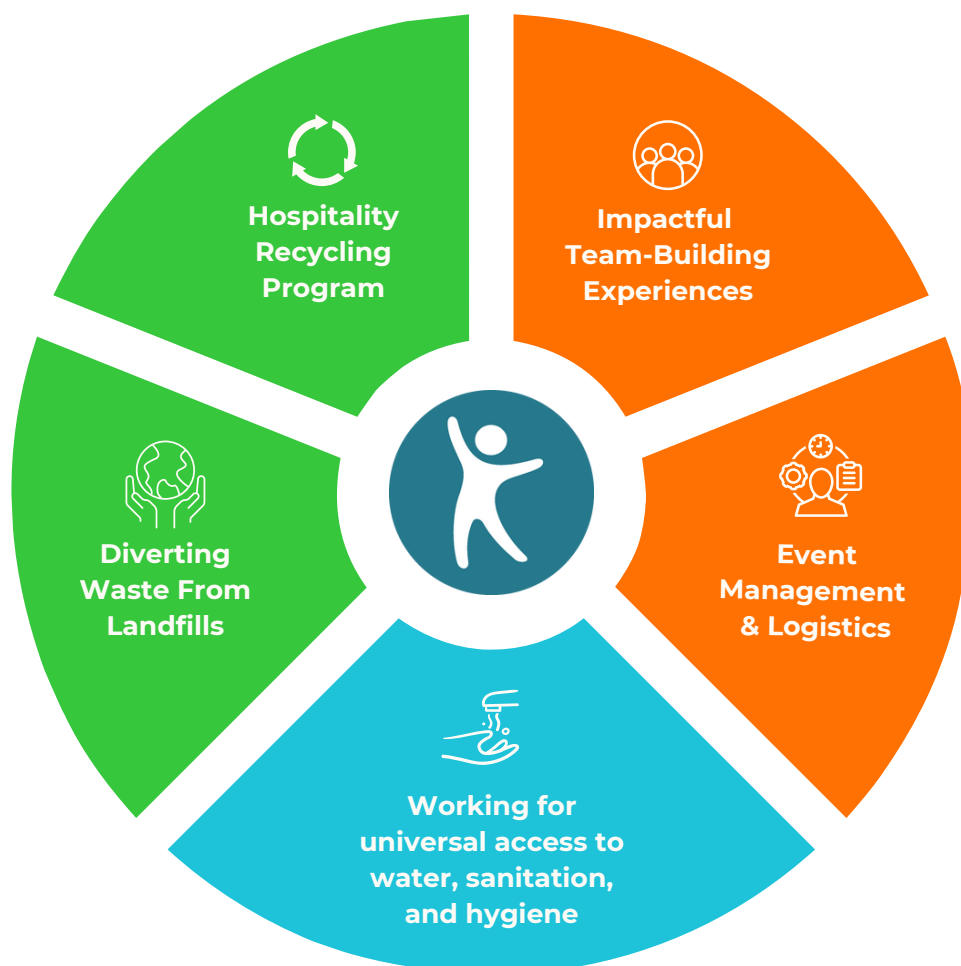 Hospitality
Recycling
Program
Impactful
Team-Building
Experiences
Diverting
Waste From
Landfills
Event
Management
& Logistics
Working for
universal access to
water, sanitation,
and hygiene